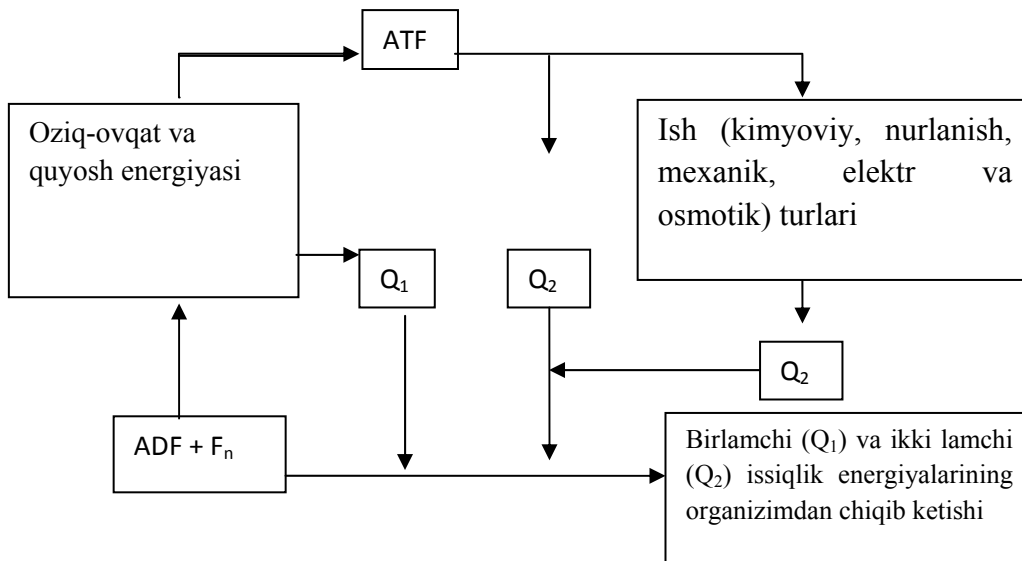 ATF
Oziq-ovqat va
quyosh energiyasi
Ish (kimyoviy, nurlanish,
mexanik, elektr va
osmotik) turlari
Q₁
Q₂
Q₂
ADF + Fₙ
Birlamchi (Q₁) va ikki lamchi
(Q₂) issiqlik energiyalarining
organizimdan chiqib ketishi